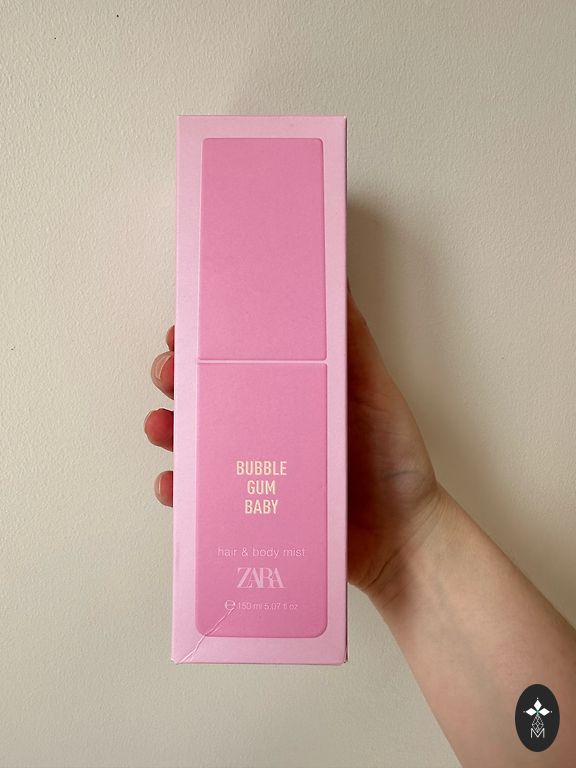 BUBBLE
GUM
BABY
hair & body mist
ZARA
℮ 150 ml 5.07 fl oz
M